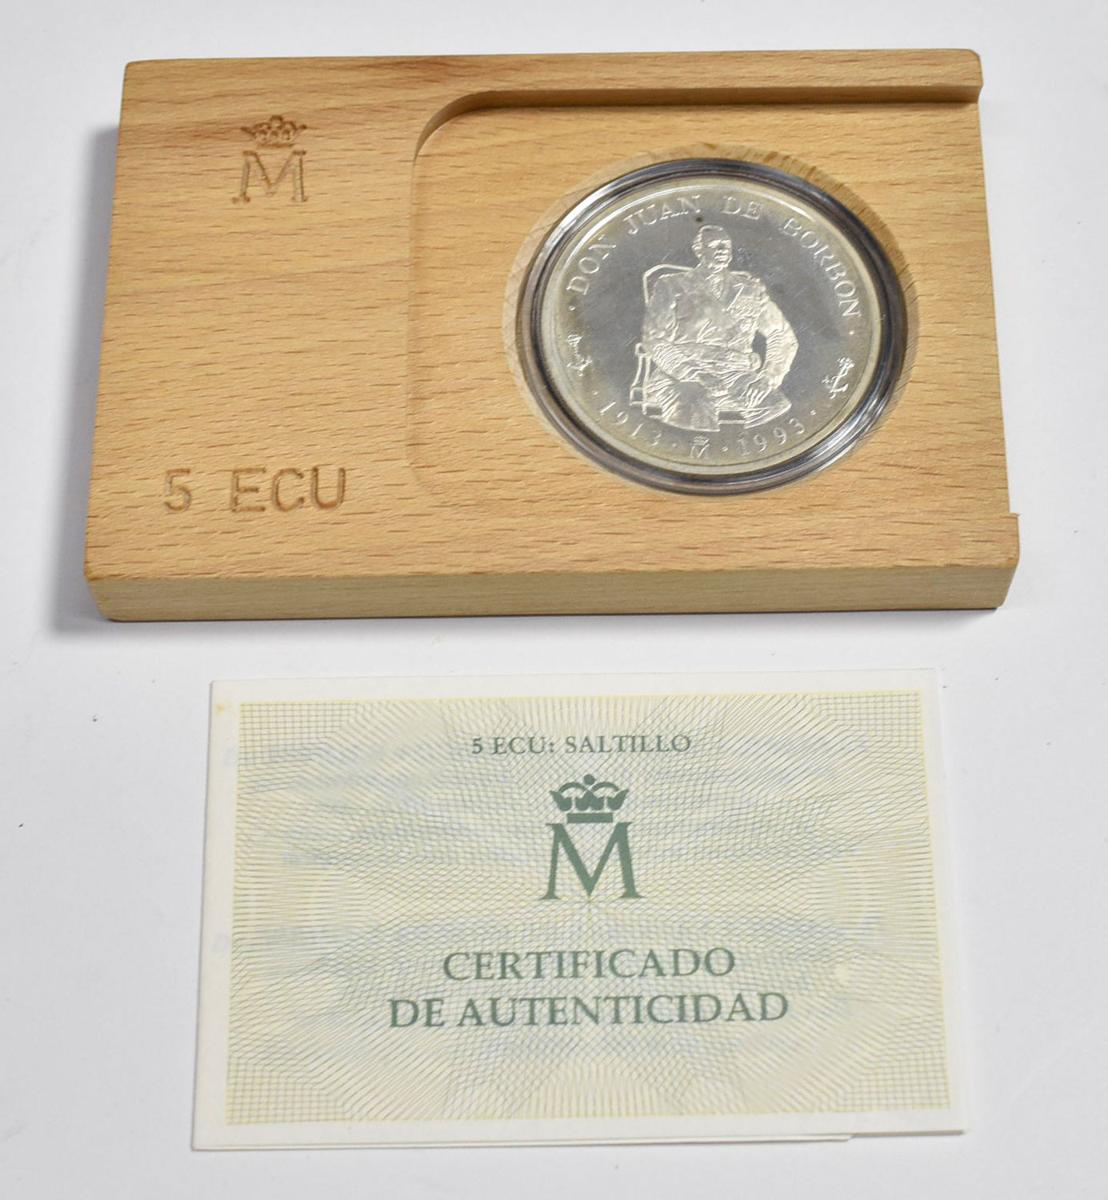 M
5 ECU
· DON JUAN DE BORBON ·
· 1913 · M · 1993 ·
5 ECU: SALTILLO
M
CERTIFICADO
DE AUTENTICIDAD